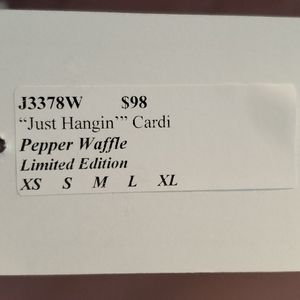 J3378W $98
“Just Hangin’” Cardi
Pepper Waffle
Limited Edition
XS S M L XL